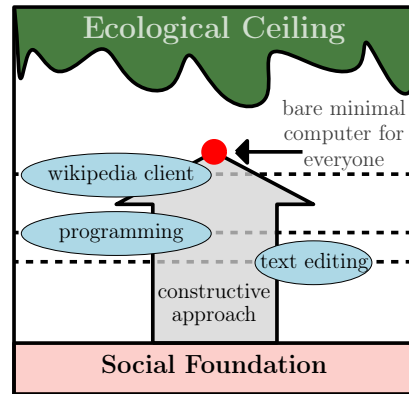 Ecological Ceiling
bare minimal
computer for
everyone
wikipedia client
programming
text editing
constructive
approach
Social Foundation